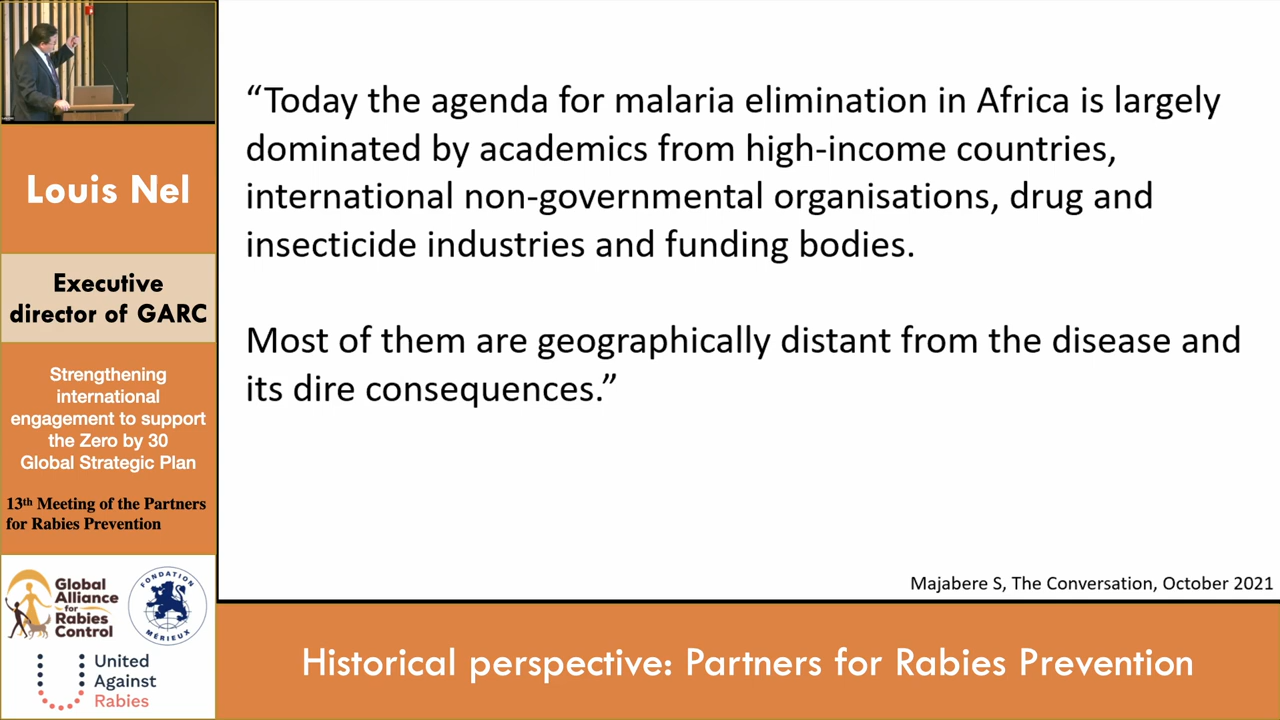 Louis Nel
Executive
director of GARC
Strengthening
international
engagement to support
the Zero by 30
Global Strategic Plan
13th Meeting of the Partners
for Rabies Prevention
Global
Alliance
for
Rabies
Control
FONDATION
MÉRIEUX
United
Against
Rabies
“Today the agenda for malaria elimination in Africa is largely
dominated by academics from high-income countries,
international non-governmental organisations, drug and
insecticide industries and funding bodies.
Most of them are geographically distant from the disease and
its dire consequences.”
Majabere S, The Conversation, October 2021
Historical perspective: Partners for Rabies Prevention